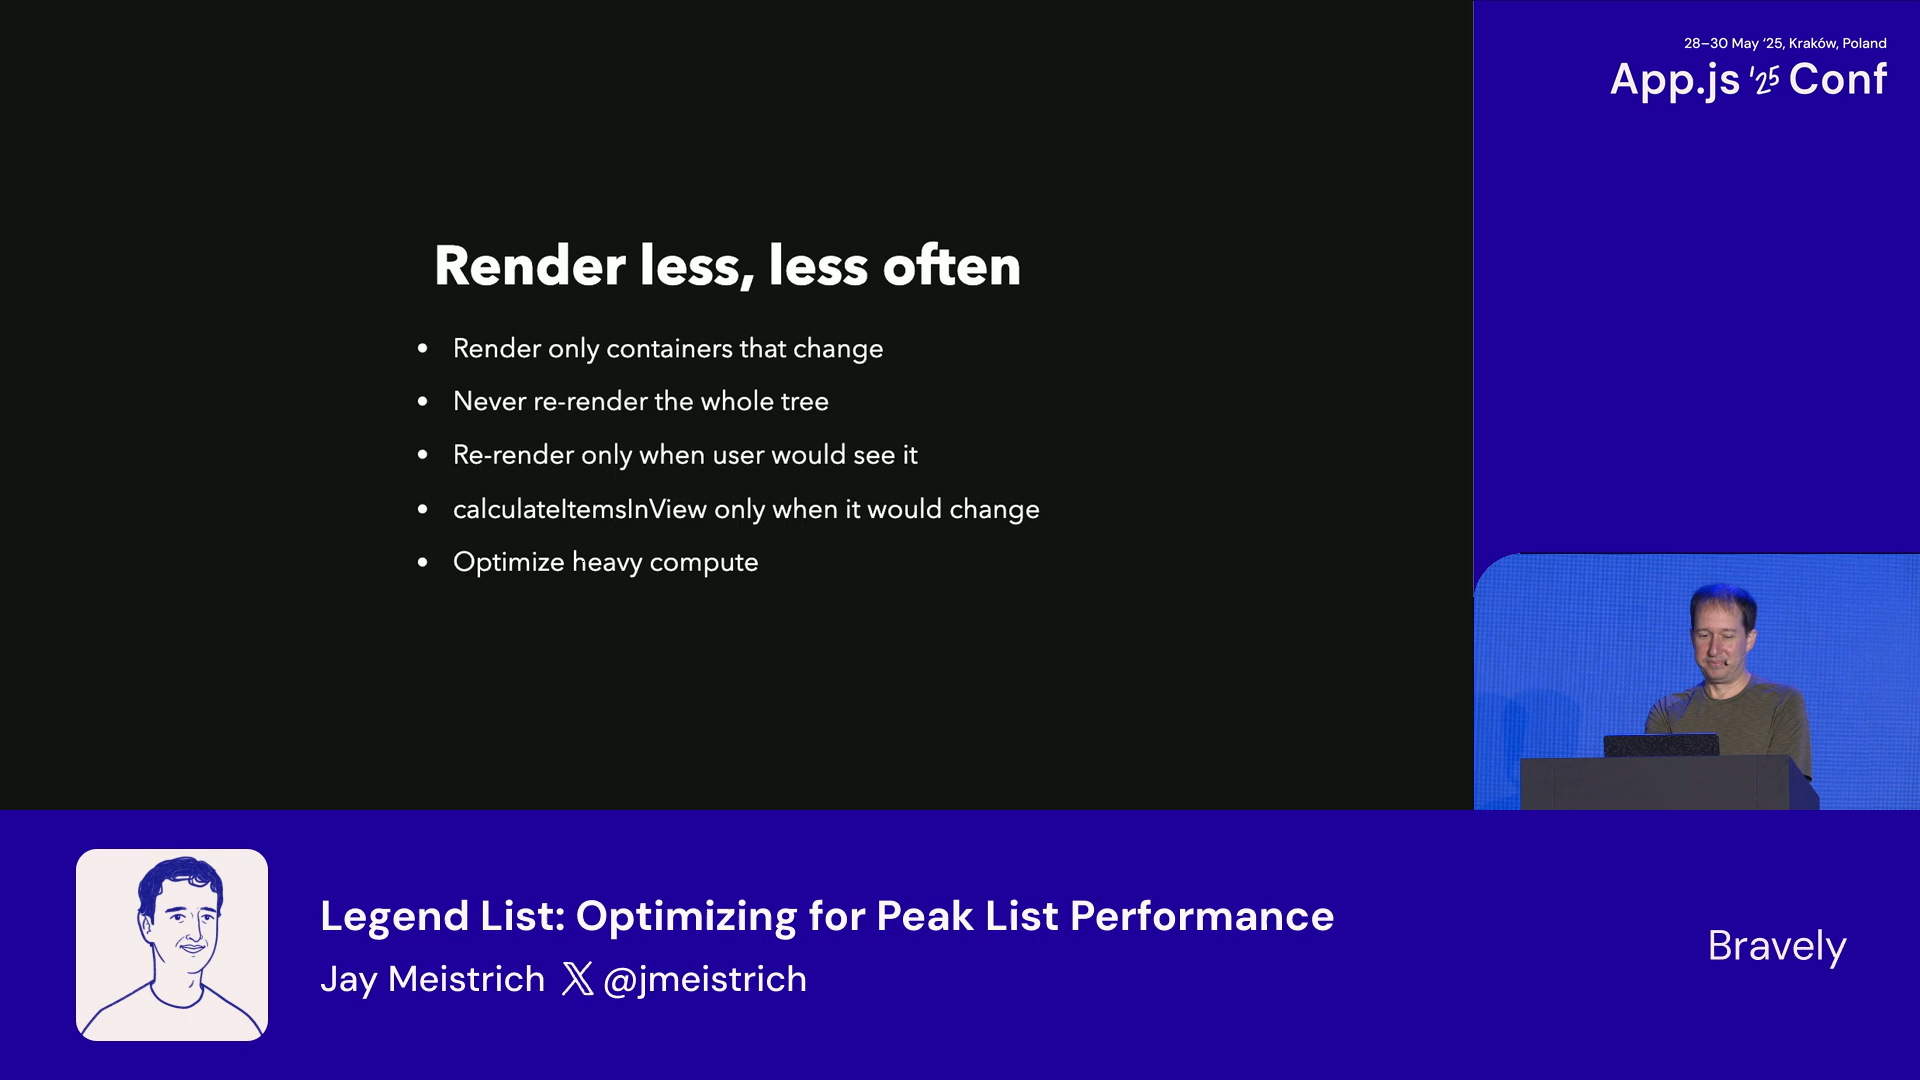 28–30 May ‘25, Kraków, Poland
App.js ‘25 Conf
Render less, less often
• Render only containers that change
• Never re-render the whole tree
• Re-render only when user would see it
• calculateItemsInView only when it would change
• Optimize heavy compute
Legend List: Optimizing for Peak List Performance
Jay Meistrich 𝕏 @jmeistrich
Bravely